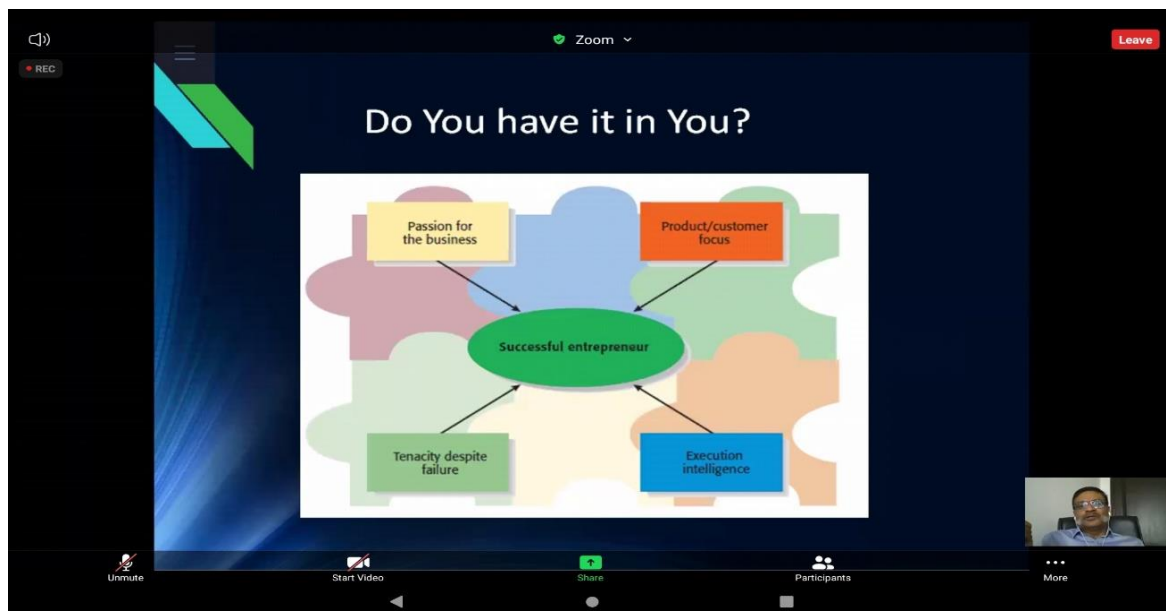 Zoom
Leave
REC
Do You have it in You?
Passion for
the business
Product/customer
focus
Successful entrepreneur
Tenacity despite
failure
Execution
intelligence
Unmute
Start Video
Share
Participants
More